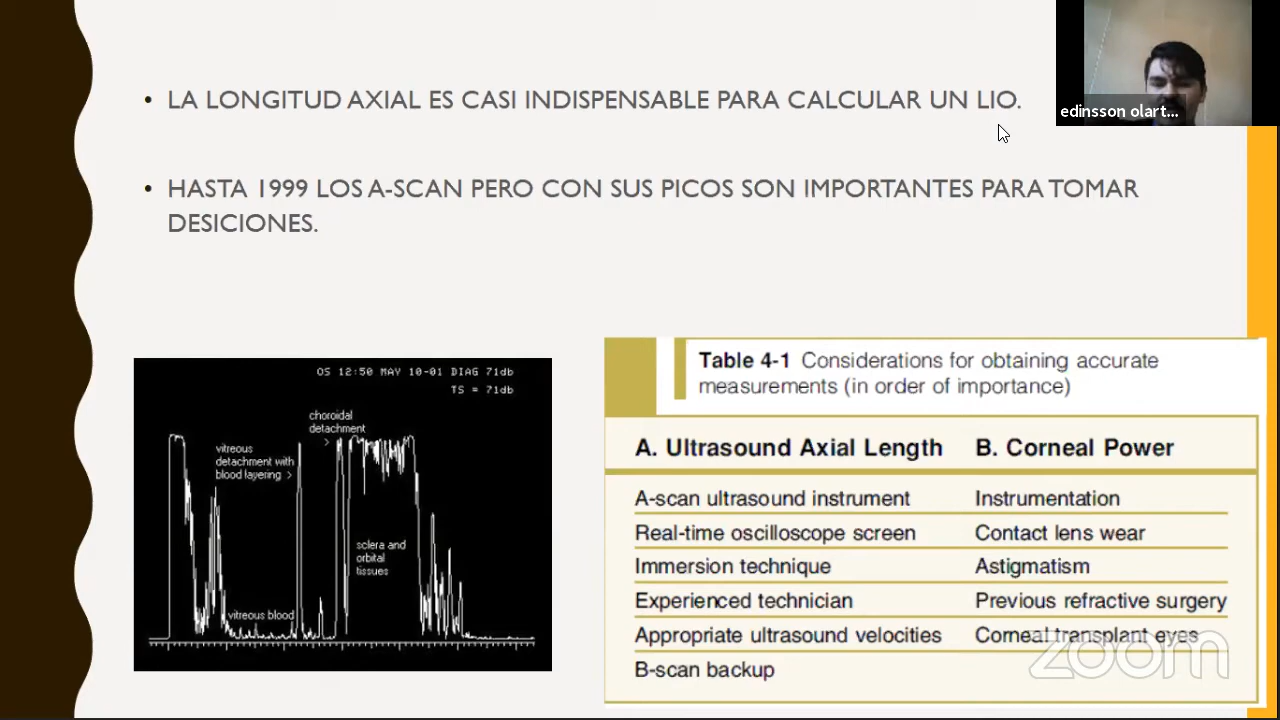 • LA LONGITUD AXIAL ES CASI INDISPENSABLE PARA CALCULAR UN LIO.
edinsson olart...
• HASTA 1999 LOS A-SCAN PERO CON SUS PICOS SON IMPORTANTES PARA TOMAR
DESICIONES.
OS 12:50 MAY 10-01 DIAG 71db
TS = 71db
choroidal
detachment
>
vitreous
detachment with
blood layering >
sclera and
orbital
tissues
vitreous blood
Table 4-1 Considerations for obtaining accurate
measurements (in order of importance)
A. Ultrasound Axial Length B. Corneal Power
A-scan ultrasound instrument Instrumentation
Real-time oscilloscope screen Contact lens wear
Immersion technique Astigmatism
Experienced technician Previous refractive surgery
Appropriate ultrasound velocities Corneal transplant eyes
B-scan backup
zoom